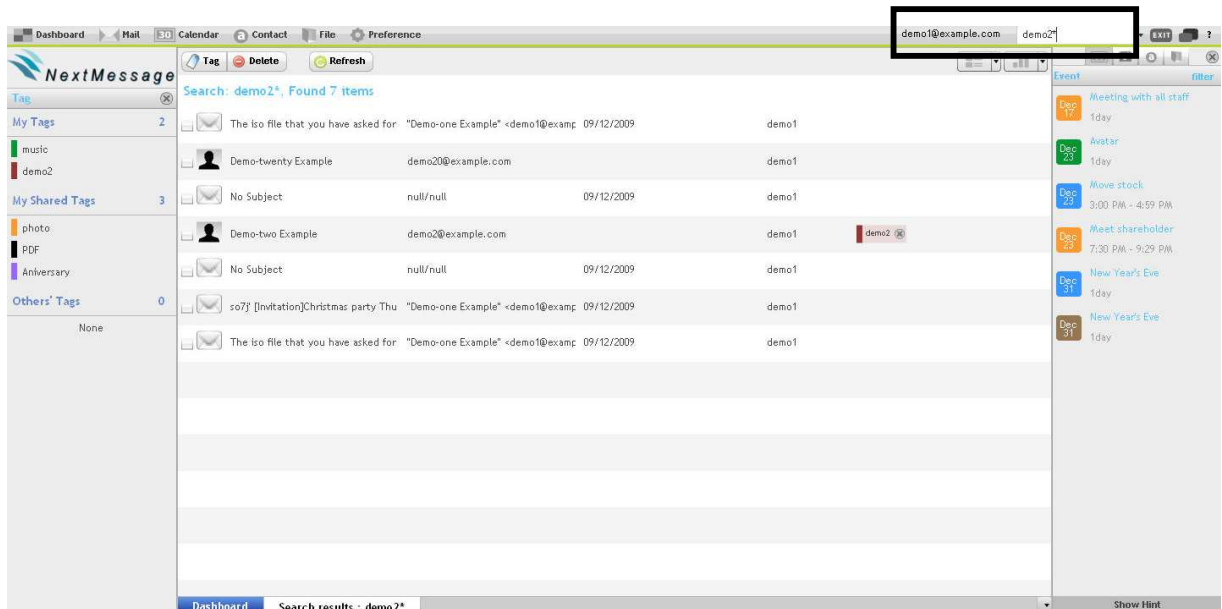 Dashboard Mail 30 Calendar Contact File Preference demo1@example.com demo2* EXIT ?
NextMessage
Tag Delete Refresh
Search: demo2*, Found 7 items
Tag
My Tags 2
music
demo2
My Shared Tags 3
photo
PDF
Aniversary
Others' Tags 0
None
The iso file that you have asked for "Demo-one Example" <demo1@examp 09/12/2009 demo1
Demo-twenty Example demo20@example.com demo1
No Subject null/null 09/12/2009 demo1
Demo-two Example demo2@example.com demo1 demo2
No Subject null/null 09/12/2009 demo1
so7j' [Invitation]Christmas party Thu "Demo-one Example" <demo1@examp 09/12/2009 demo1
The iso file that you have asked for "Demo-one Example" <demo1@examp 09/12/2009 demo1
Event filter
Dec 17 Meeting with all staff
1day
Dec 23 Avatar
1day
Dec 23 Move stock
3:00 PM - 4:59 PM
Dec 23 Meet shareholder
7:30 PM - 9:29 PM
Dec 31 New Year's Eve
1day
Dec 31 New Year's Eve
1day
Dashboard Search results : demo2* Show Hint